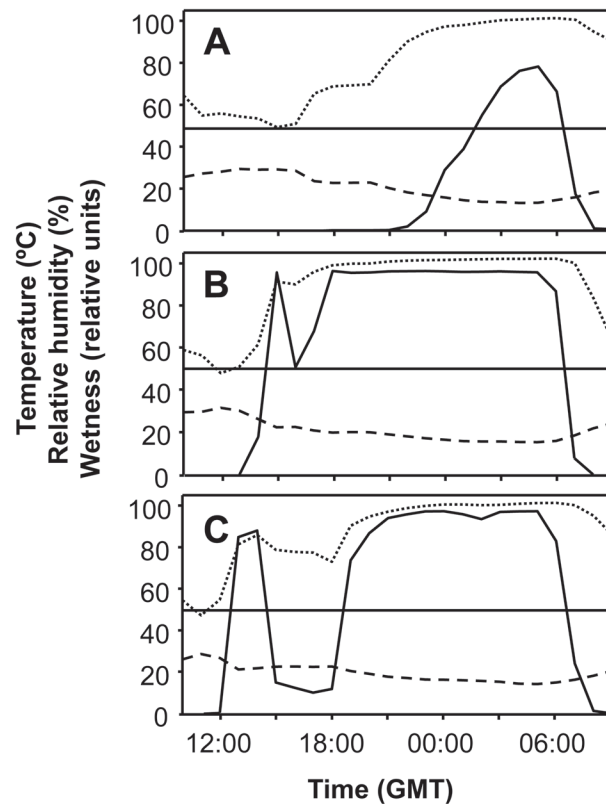 Temperature (ºC)
Relative humidity (%)
Wetness (relative units)
A
100
80
60
40
20
0
B
100
80
60
40
20
0
C
100
80
60
40
20
0
12:00 18:00 00:00 06:00
Time (GMT)